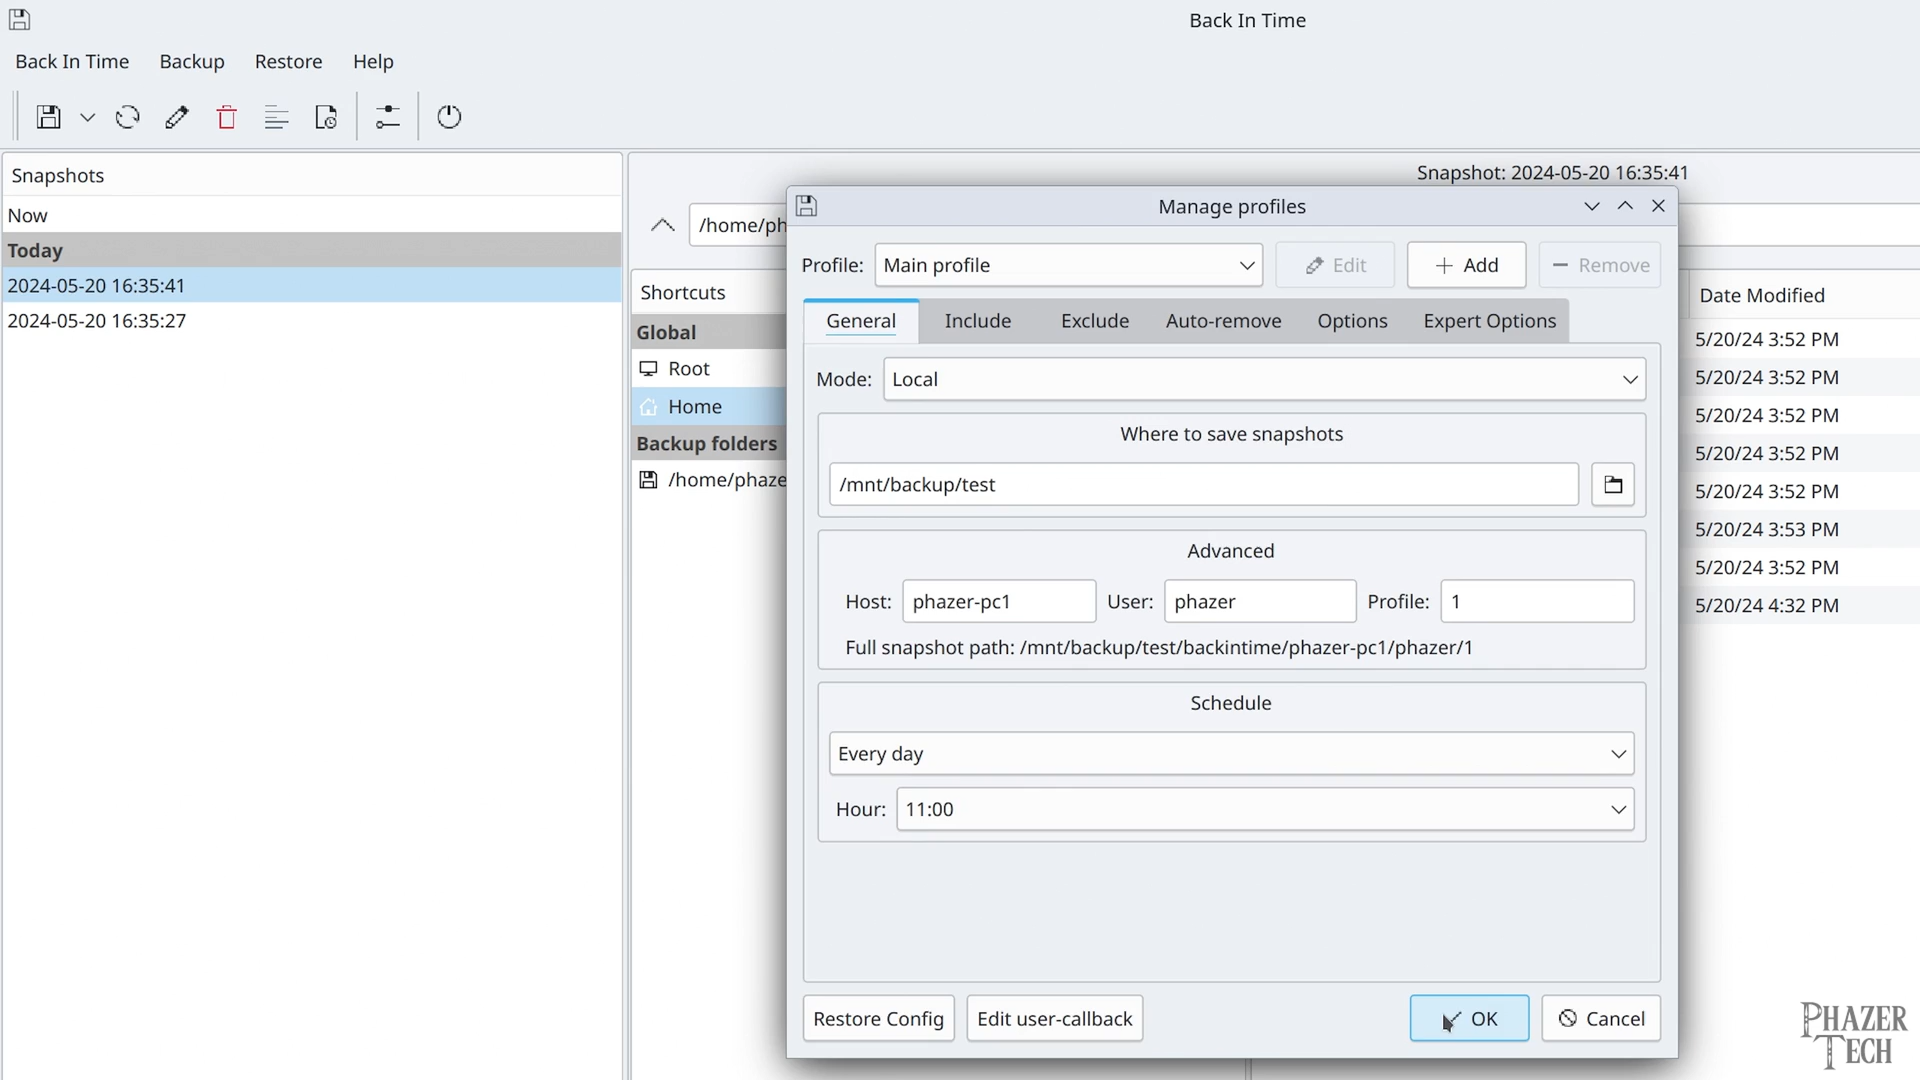 Back In Time
Back In Time Backup Restore Help
Snapshots
Now
Today
2024-05-20 16:35:41
2024-05-20 16:35:27
Snapshot: 2024-05-20 16:35:41
/home/ph
Shortcuts
Global
Root
Home
Backup folders
/home/phaze
Date Modified
5/20/24 3:52 PM
5/20/24 3:52 PM
5/20/24 3:52 PM
5/20/24 3:52 PM
5/20/24 3:52 PM
5/20/24 3:53 PM
5/20/24 3:52 PM
5/20/24 4:32 PM
Manage profiles
Profile: Main profile Edit Add Remove
General Include Exclude Auto-remove Options Expert Options
Mode: Local
Where to save snapshots
/mnt/backup/test
Advanced
Host: phazer-pc1 User: phazer Profile: 1
Full snapshot path: /mnt/backup/test/backintime/phazer-pc1/phazer/1
Schedule
Every day
Hour: 11:00
Restore Config Edit user-callback OK Cancel
PHAZER
TECH